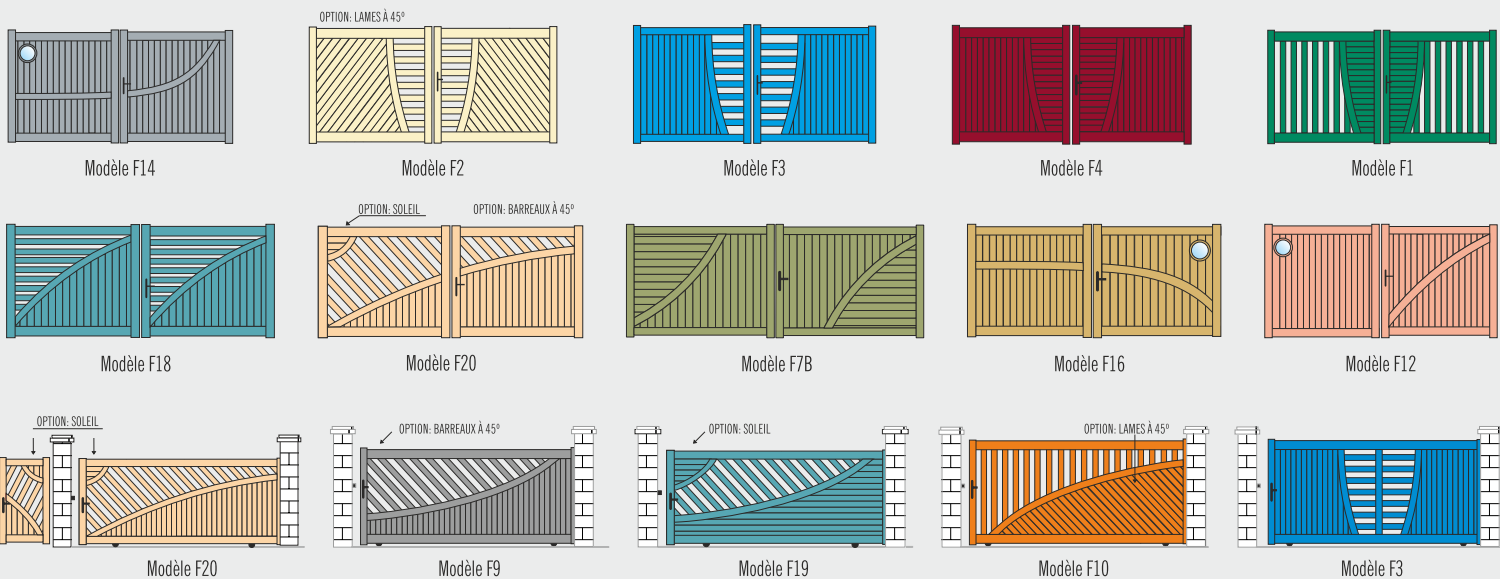 OPTION: LAMES À 45°
Modèle F14
Modèle F2
Modèle F3
Modèle F4
Modèle F1
OPTION: SOLEIL
OPTION: BARREAUX À 45°
Modèle F18
Modèle F20
Modèle F7B
Modèle F16
Modèle F12
OPTION: SOLEIL
OPTION: BARREAUX À 45°
OPTION: SOLEIL
OPTION: LAMES À 45°
Modèle F20
Modèle F9
Modèle F19
Modèle F10
Modèle F3